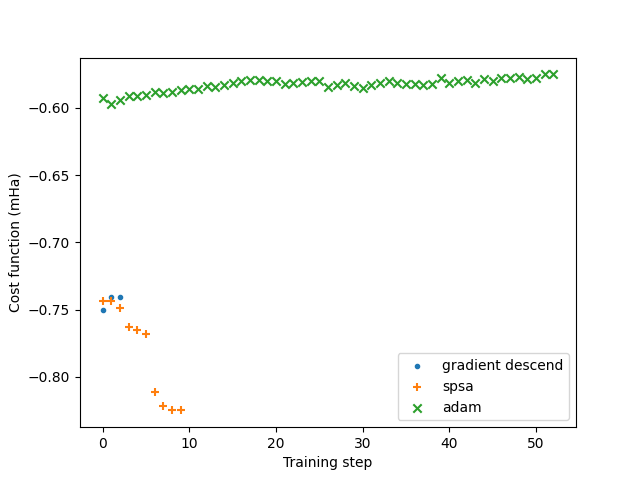 −0.60
−0.65
−0.70
−0.75
−0.80
Cost function (mHa)
gradient descend
spsa
adam
0
10
20
30
40
50
Training step